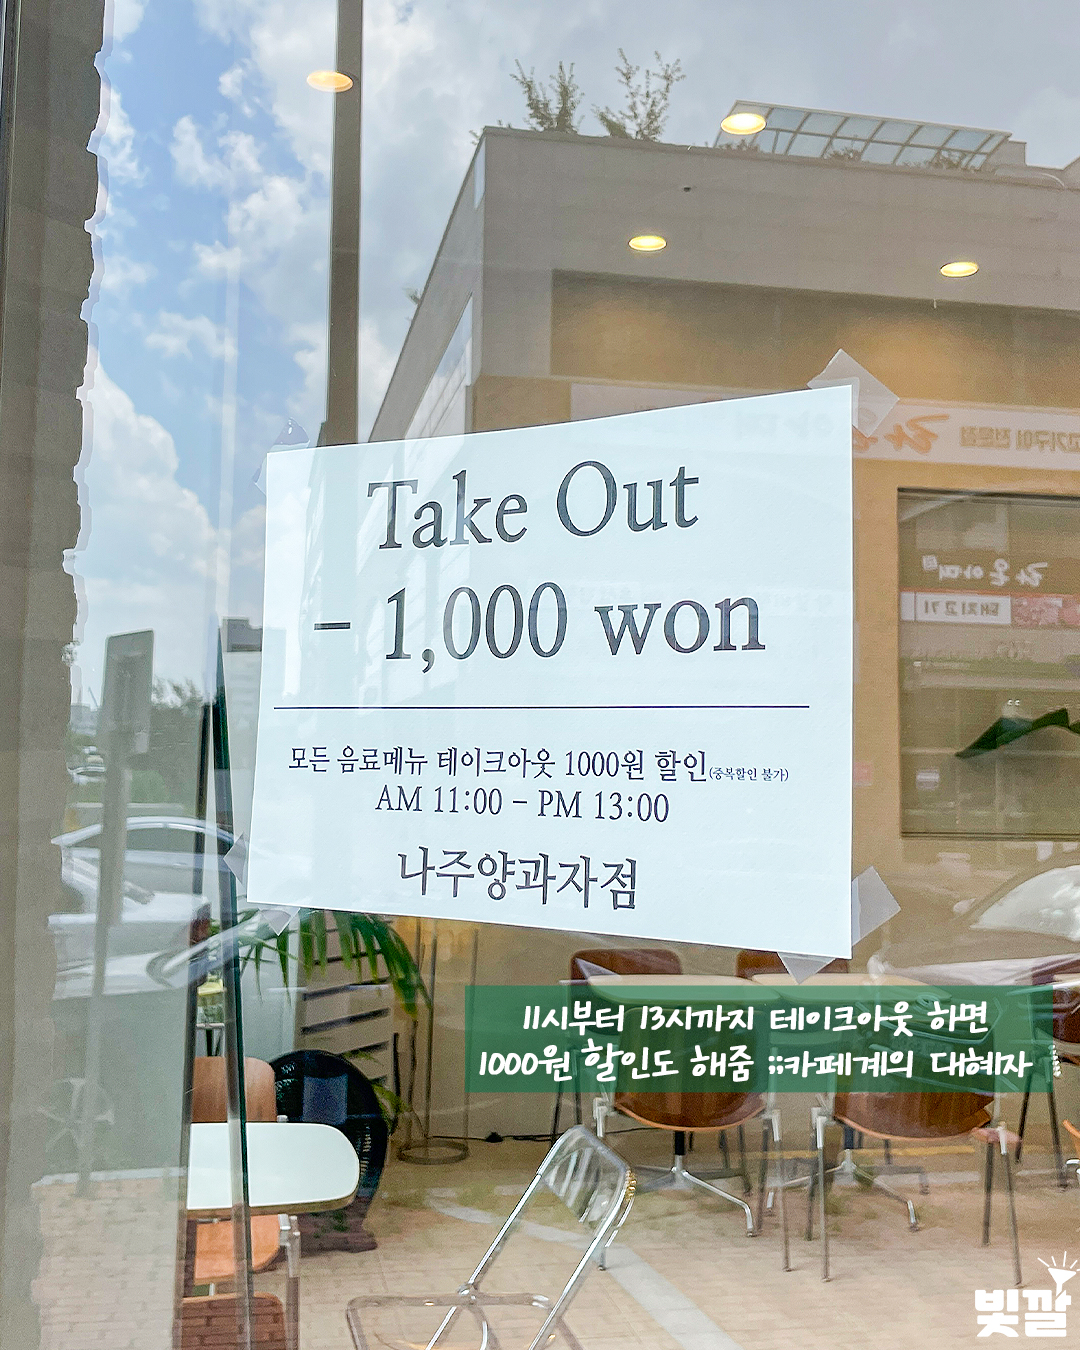 Take Out
- 1,000 won
모든 음료메뉴 테이크아웃 1000원 할인(중복할인 불가)
AM 11:00 - PM 13:00
나주양과자점
11시부터 13시까지 테이크아웃 하면
1000원 할인도 해줌 ;;카페계의 대혜자
빛깔